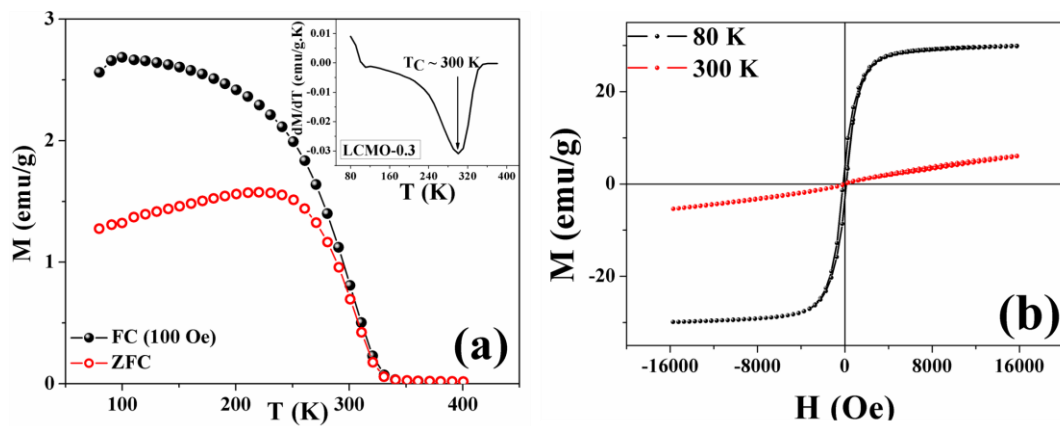 3
2
1
0
M (emu/g)
100
200
300
400
T (K)
FC (100 Oe)
ZFC
(a)
0.01
0.00
-0.01
-0.02
-0.03
dM/dT (emu/g.K)
TC ~ 300 K
LCMO-0.3
80
160
240
320
400
T (K)
80 K
300 K
20
0
-20
M (emu/g)
-16000
-8000
0
8000
16000
H (Oe)
(b)